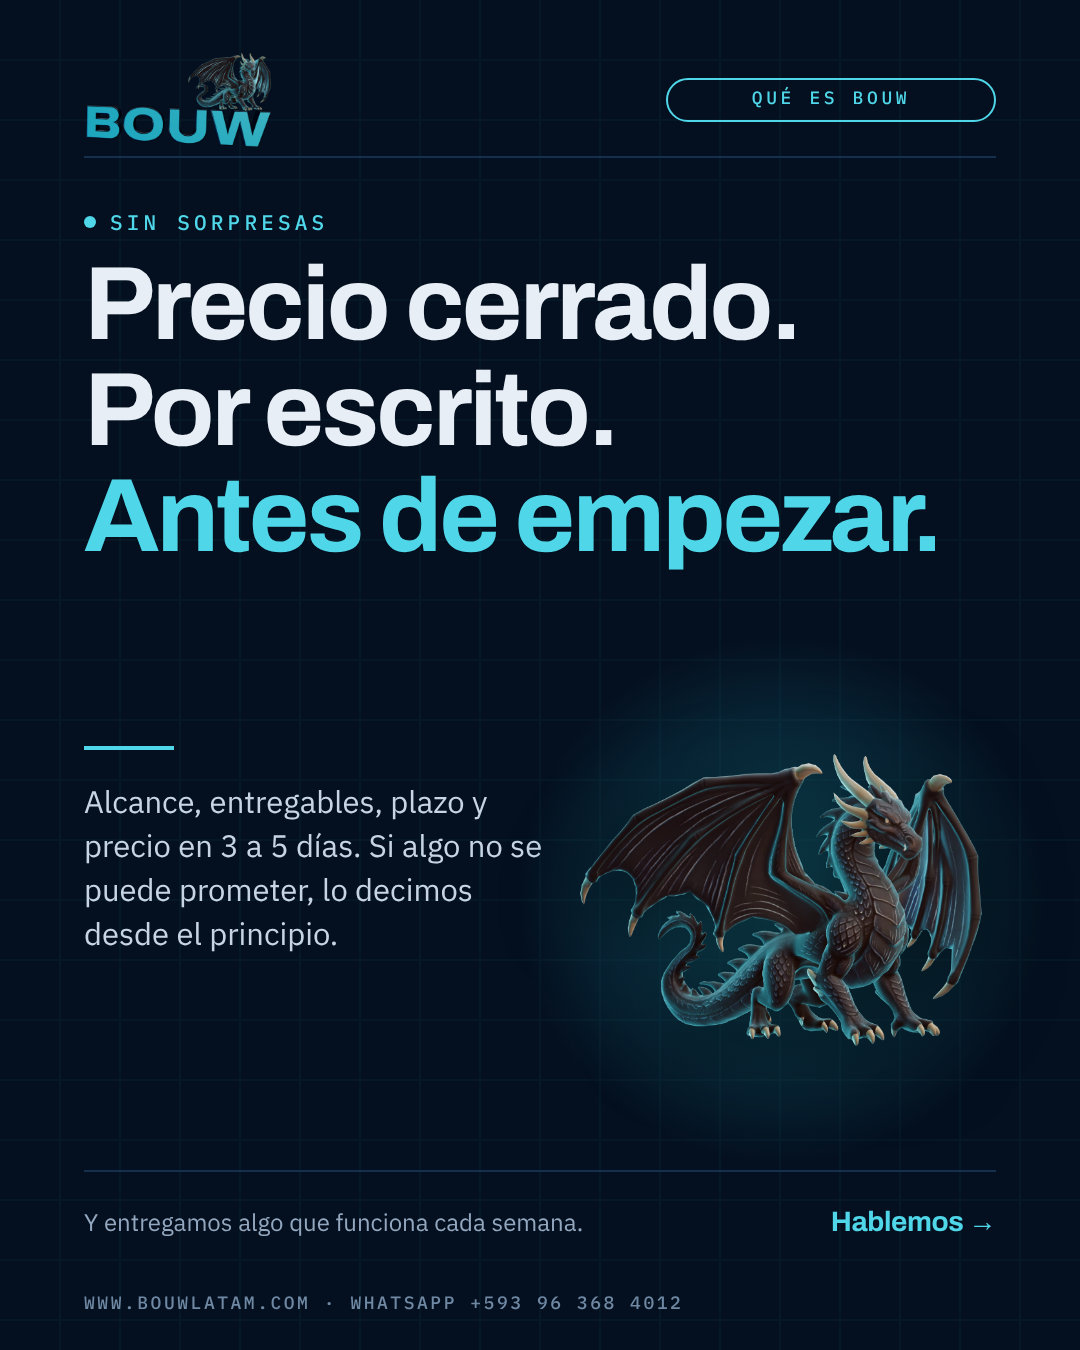 BOUW
QUÉ ES BOUW
SIN SORPRESAS
Precio cerrado.
Por escrito.
Antes de empezar.
Alcance, entregables, plazo y
precio en 3 a 5 días. Si algo no se
puede prometer, lo decimos
desde el principio.
Y entregamos algo que funciona cada semana.
Hablemos →
WWW.BOUWLATAM.COM · WHATSAPP +593 96 368 4012